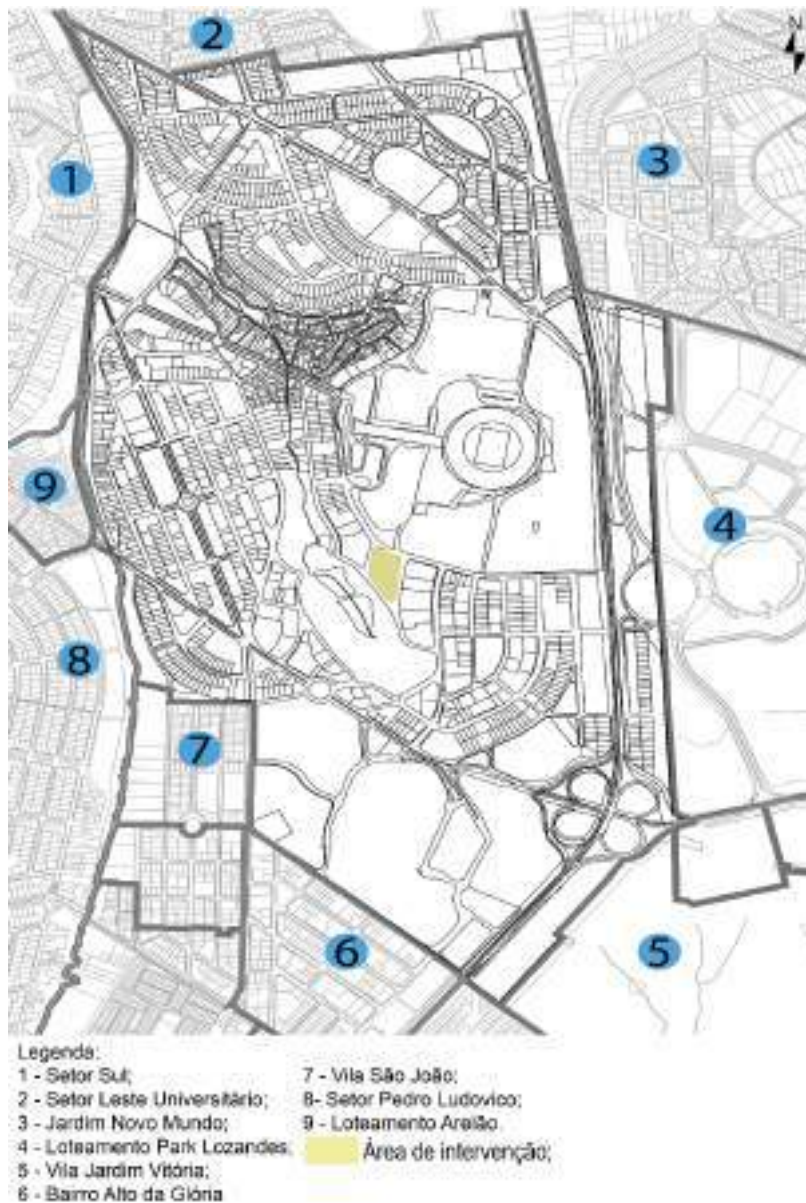 N
2
1
3
9
4
8
7
6
5
Legenda:
1 - Setor Sul;
2 - Setor Leste Universitário;
3 - Jardim Novo Mundo;
4 - Loteamento Park Lozandes;
5 - Vila Jardim Vitória;
6 - Bairro Alto da Glória
7 - Vila São João;
8- Setor Pedro Ludovico;
9 - Loteamento Areião
Área de intervenção;